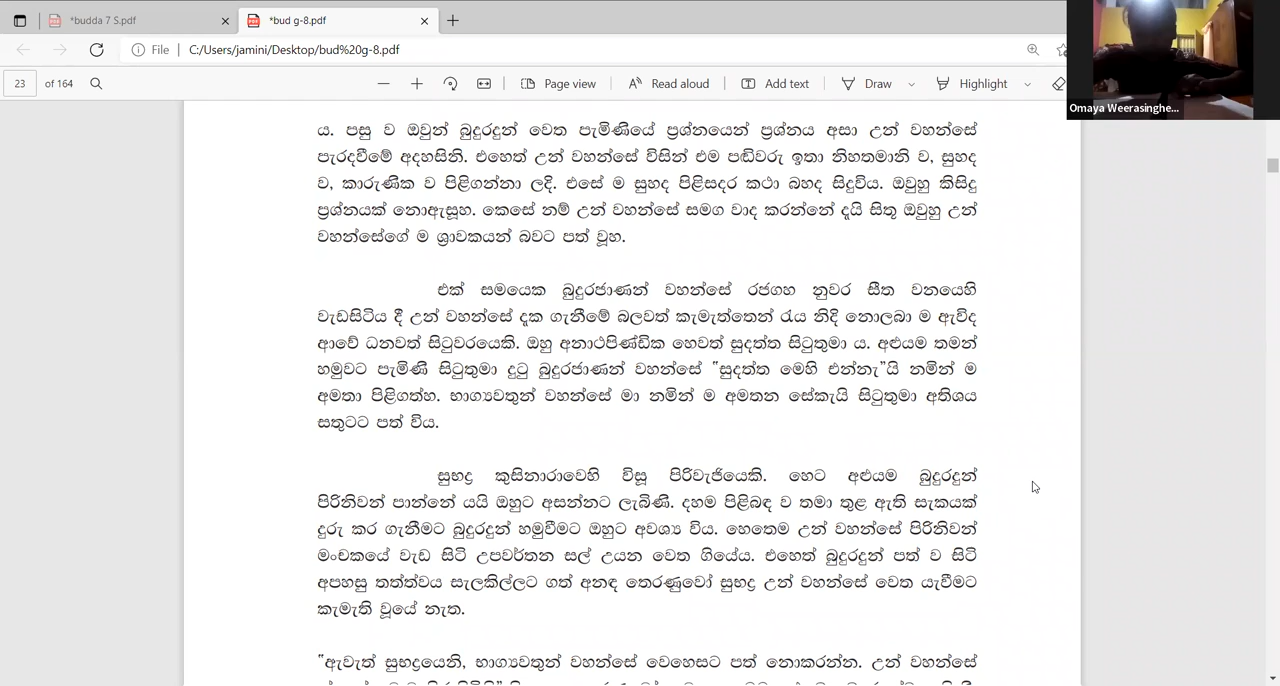 *budda 7 S.pdf
*bud g-8.pdf
File
C:/Users/jamini/Desktop/bud%20g-8.pdf
23 of 164
Page view
Read aloud
Add text
Draw
Highlight
Omaya Weerasinghe...
ය. පසු ව ඔවුන් බුදුරදුන් වෙත පැමිණියේ ප්‍රශ්නයෙන් ප්‍රශ්නය අසා උන් වහන්සේ
පැරදවීමේ අදහසිනි. එහෙත් උන් වහන්සේ විසින් එම පඬිවරු ඉතා නිහතමානි ව, සුහද
ව, කාරුණික ව පිළිගන්නා ලදි. එසේ ම සුහද පිළිසදර කථා බහද සිදුවිය. ඔවුහු කිසිදු
ප්‍රශ්නයක් නොඇසූහ. කෙසේ නම් උන් වහන්සේ සමග වාද කරන්නේ දැයි සිතූ ඔවුහු උන්
වහන්සේගේ ම ශ්‍රාවකයන් බවට පත් වූහ.
එක් සමයෙක බුදුරජාණන් වහන්සේ රජගහ නුවර සීත වනයෙහි
වැඩසිටිය දී උන් වහන්සේ දැක ගැනීමේ බලවත් කැමැත්තෙන් රැය නිදි නොලබා ම ඇවිද
ආවේ ධනවත් සිටුවරයෙකි. ඔහු අනාථපිණ්ඩික හෙවත් සුදත්ත සිටුතුමා ය. අළුයම තමන්
හමුවට පැමිණි සිටුතුමා දුටු බුදුරජාණන් වහන්සේ "සුදත්ත මෙහි එන්නැ"යි නමින් ම
අමතා පිළිගත්හ. භාග්‍යවතුන් වහන්සේ මා නමින් ම අමතන සේකැයි සිටුතුමා අතිශය
සතුටට පත් විය.
සුභද්‍ර කුසිනාරාවෙහි විසූ පිරිවැජියෙකි. හෙට අළුයම බුදුරදුන්
පිරිනිවන් පාන්නේ යයි ඔහුට අසන්නට ලැබිණි. දහම පිළිබඳ ව තමා තුළ ඇති සැකයක්
දුරු කර ගැනීමට බුදුරදුන් හමුවීමට ඔහුට අවශ්‍ය විය. හෙතෙම උන් වහන්සේ පිරිනිවන්
මංචකයේ වැඩ සිටි උපවර්තන සල් උයන වෙත ගියේය. එහෙත් බුදුරදුන් පත් ව සිටි
අපහසු තත්ත්වය සැලකිල්ලට ගත් අනඳ තෙරණුවෝ සුභද්‍ර උන් වහන්සේ වෙත යැවීමට
කැමැති වූයේ නැත.
"ඇවැත් සුභද්‍රයෙනි, භාග්‍යවතුන් වහන්සේ වෙහෙසට පත් නොකරන්න. උන් වහන්සේ